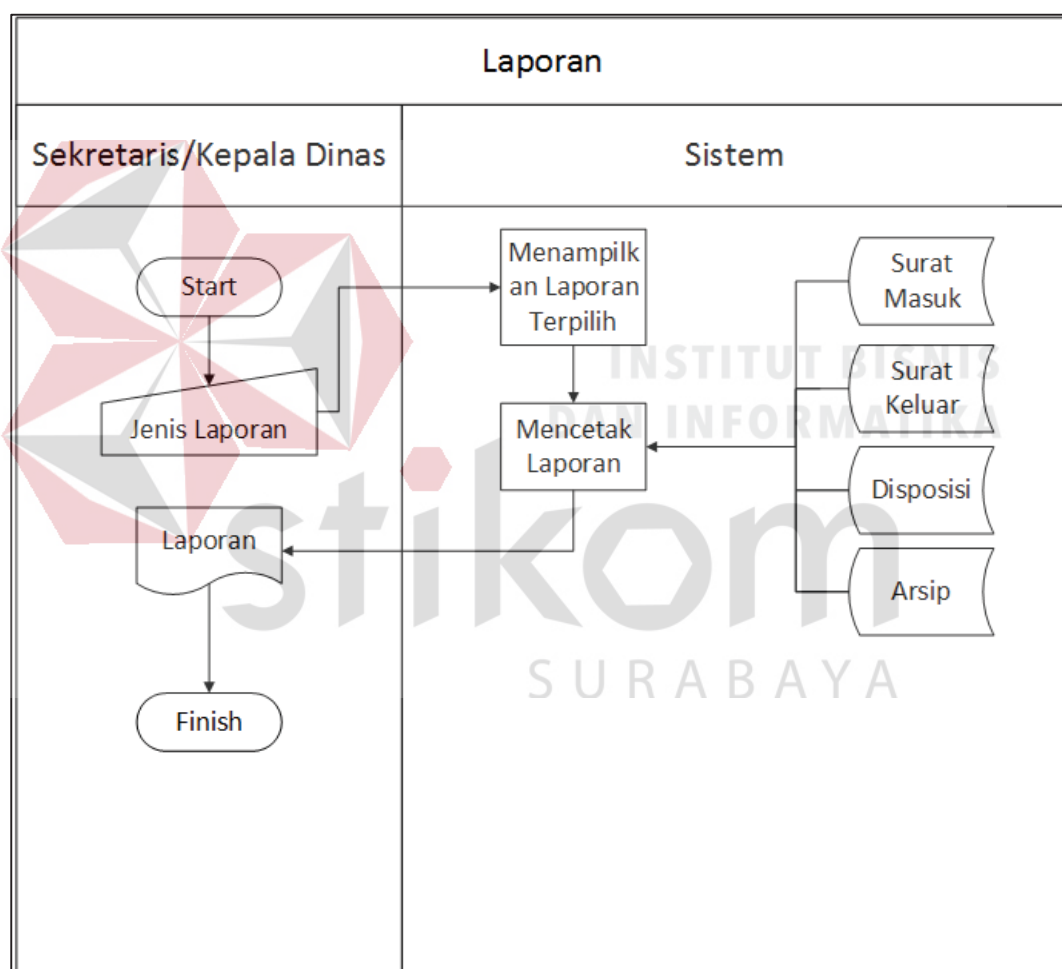 Laporan
Sekretaris/Kepala Dinas
Sistem
Start
Jenis Laporan
Laporan
Finish
Menampilk
an Laporan
Terpilih
Mencetak
Laporan
Surat
Masuk
Surat
Keluar
Disposisi
Arsip
INSTITUT BISNIS
DAN INFORMATIKA
stikom
SURABAYA